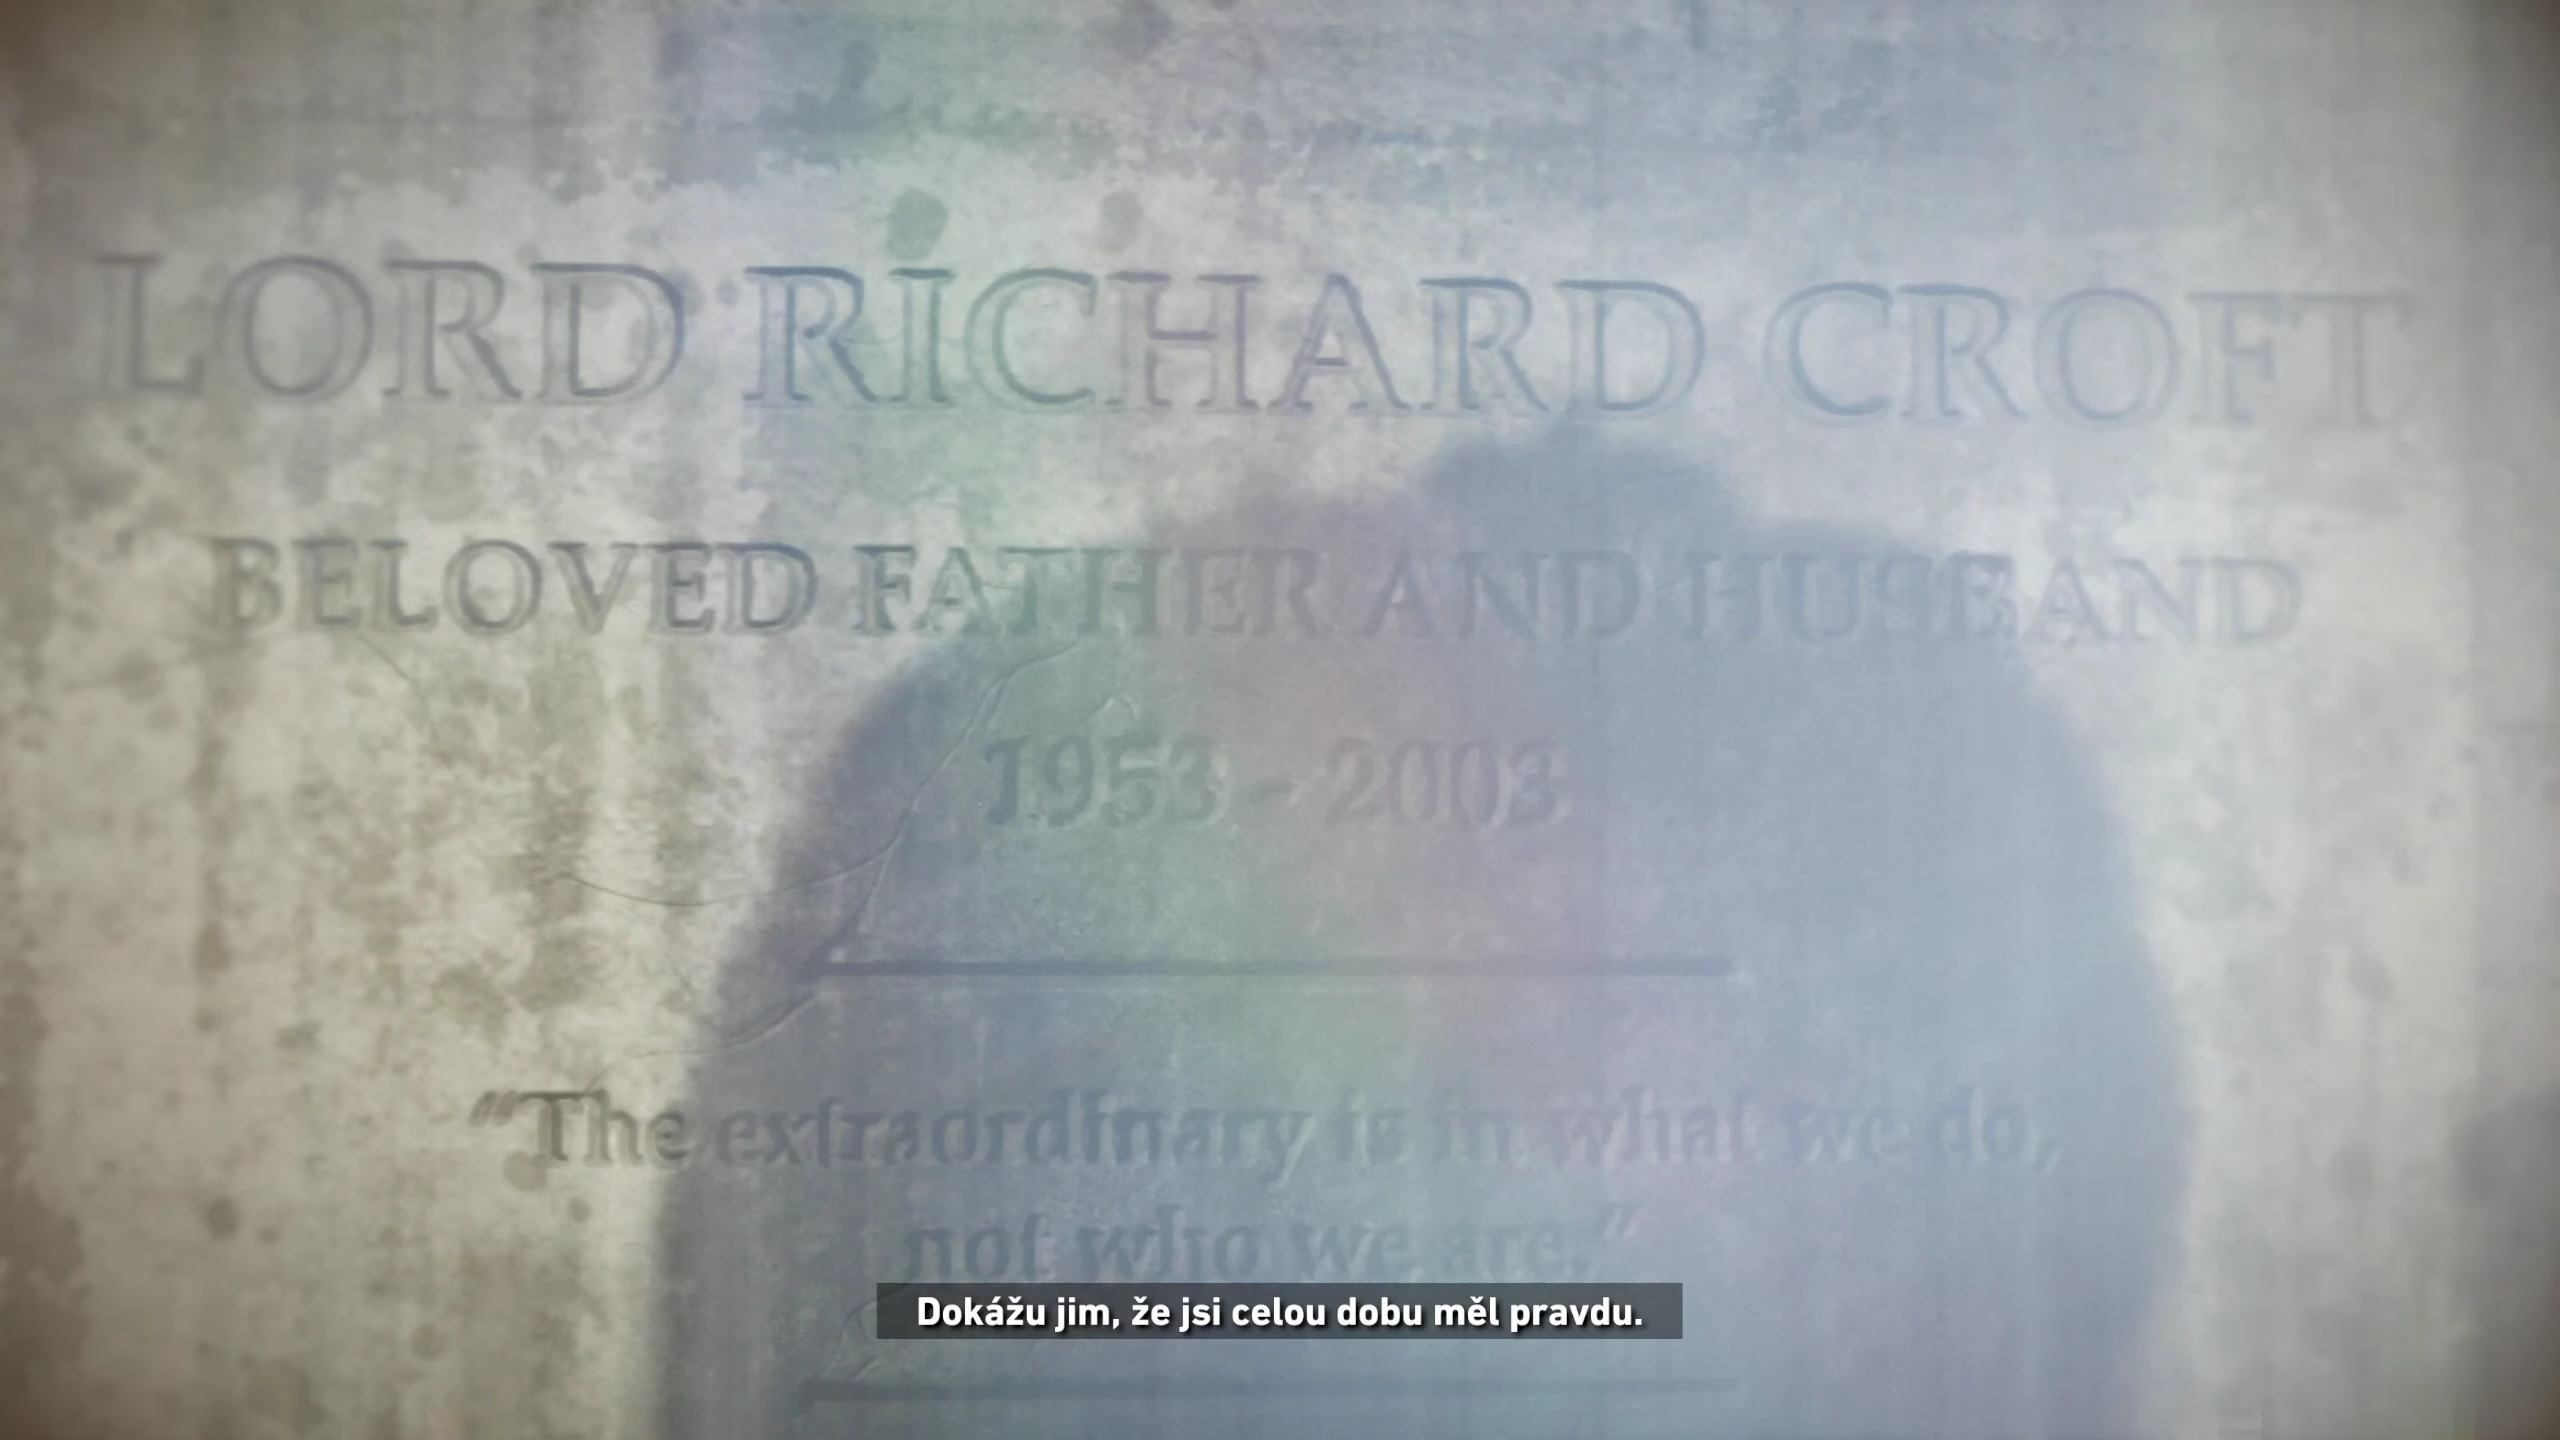 LORD RICHARD CROFT
BELOVED FATHER AND HUSBAND
1953 - 2003
"The extraordinary is in what we do,
not who we are."
Dokážu jim, že jsi celou dobu měl pravdu.